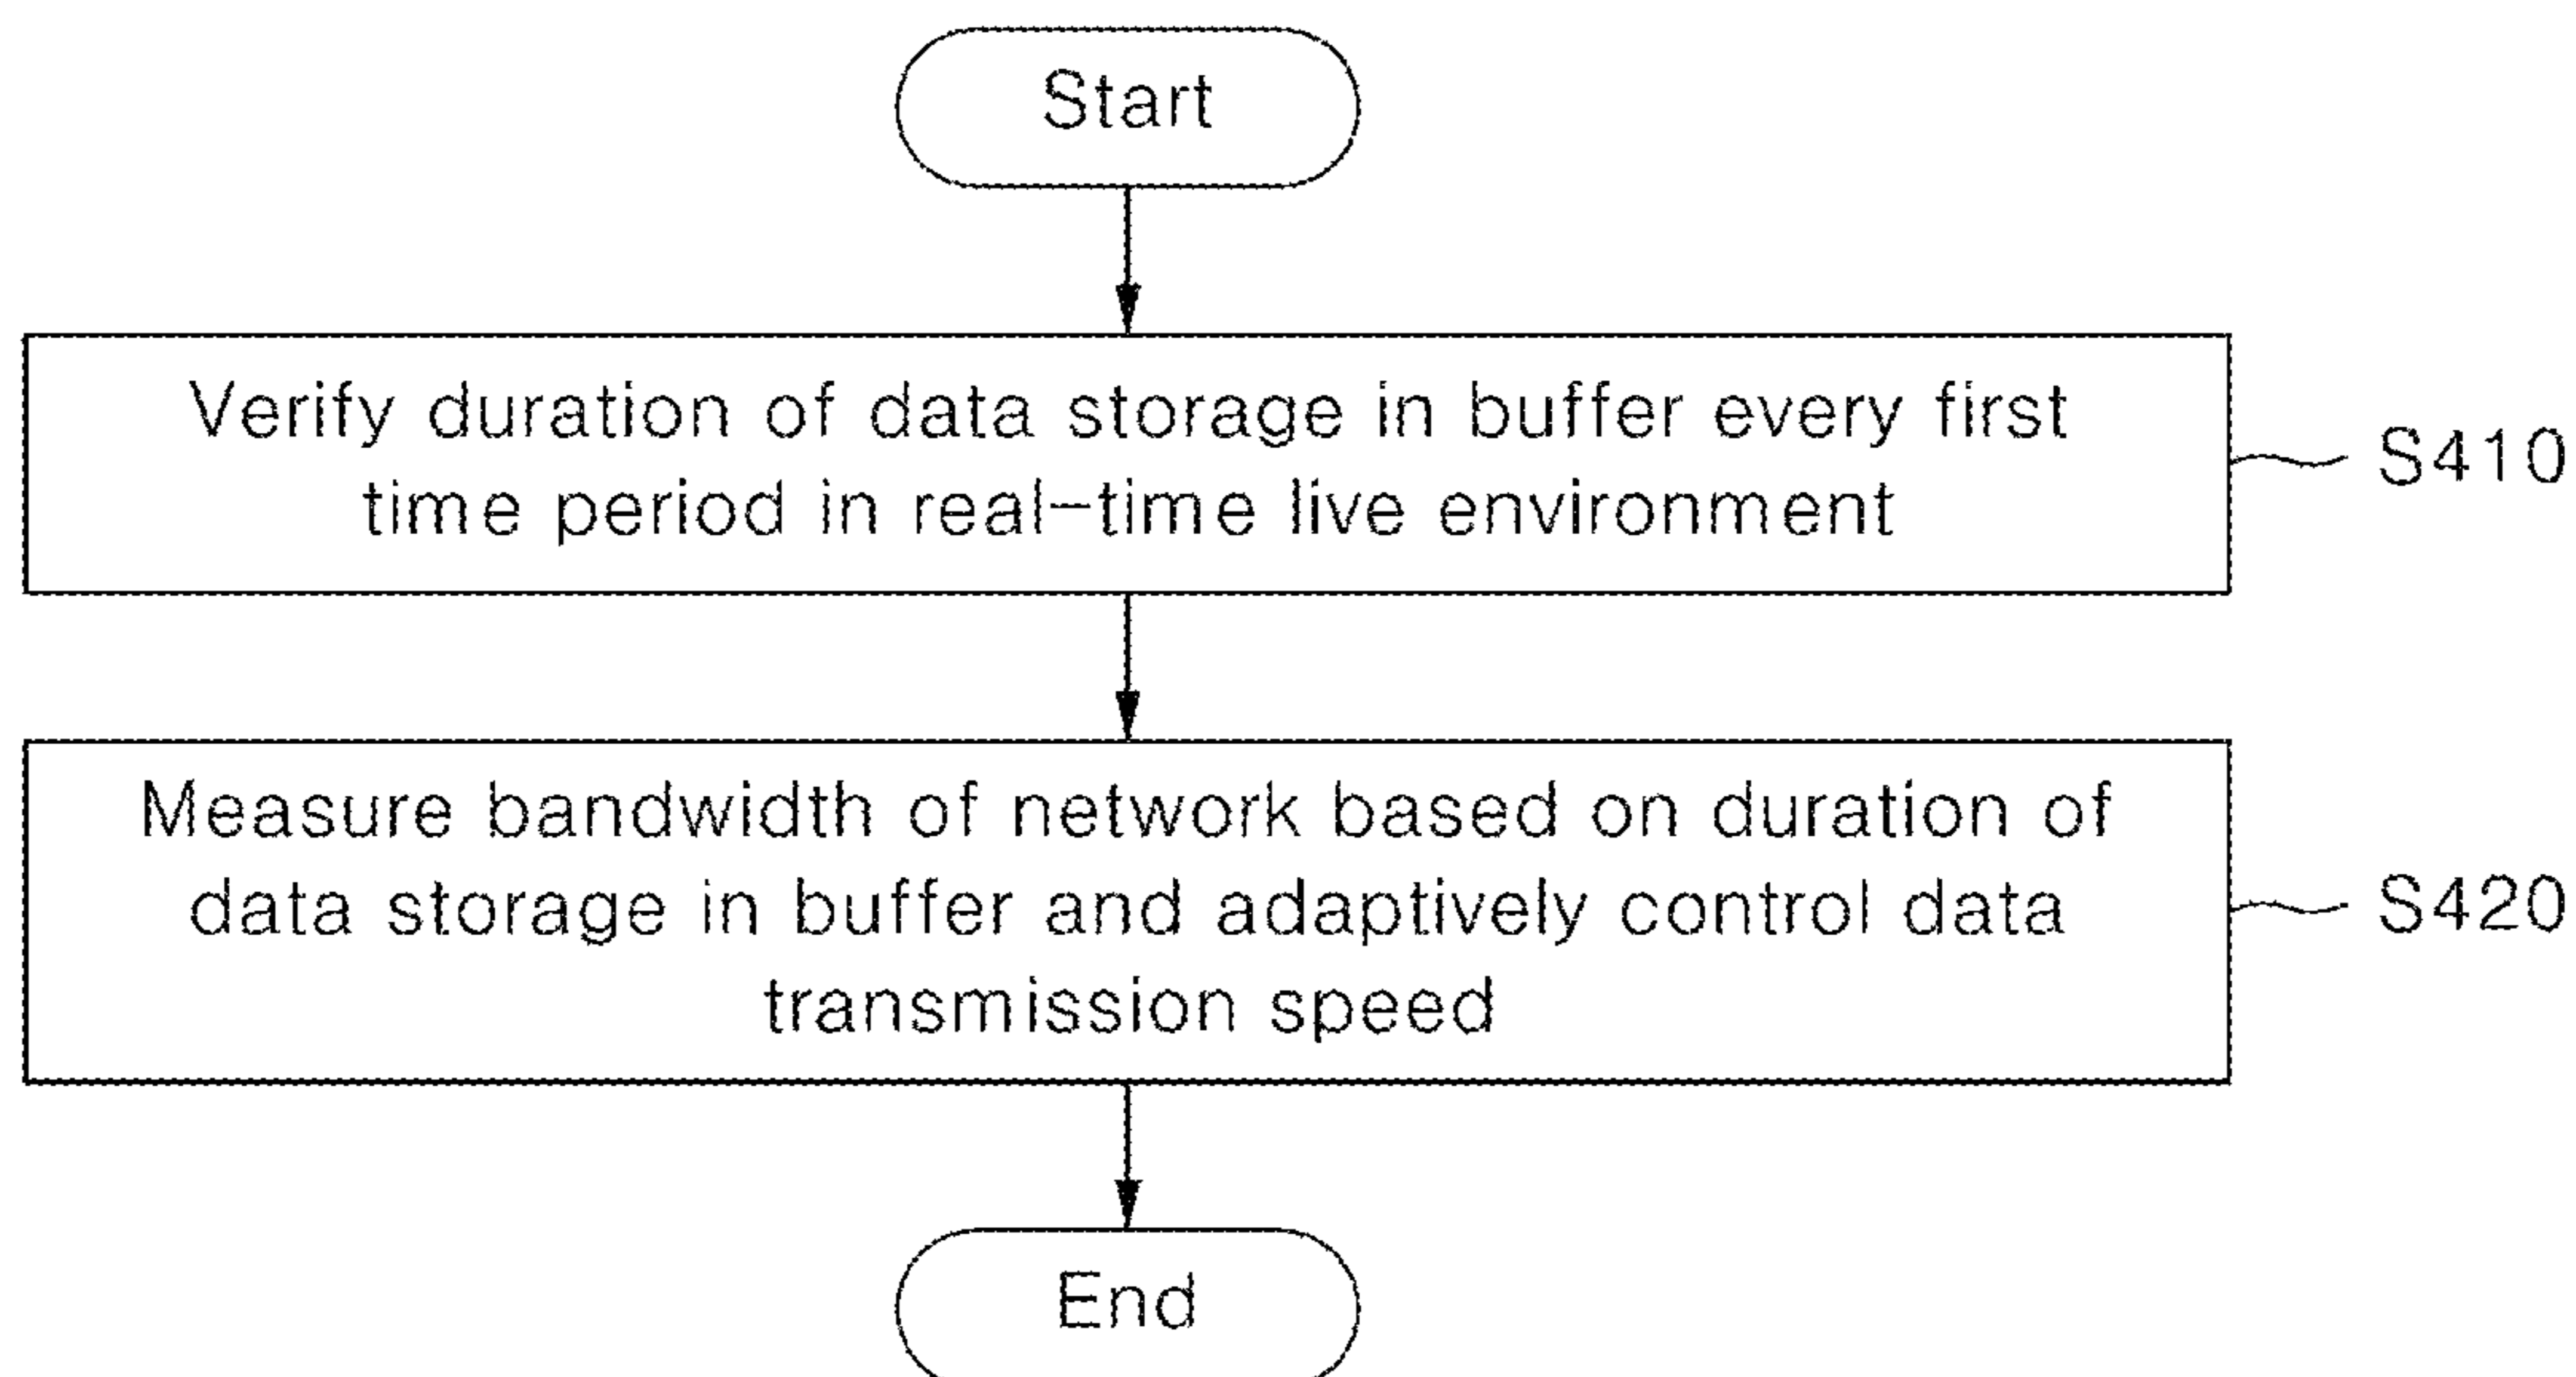 Start
Verify duration of data storage in buffer every first
time period in real-time live environment
S410
Measure bandwidth of network based on duration of
data storage in buffer and adaptively control data
transmission speed
S420
End